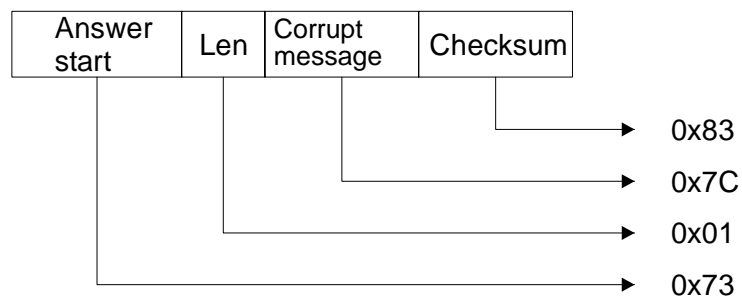 Answer
start
Len
Corrupt
message
Checksum
0x83
0x7C
0x01
0x73